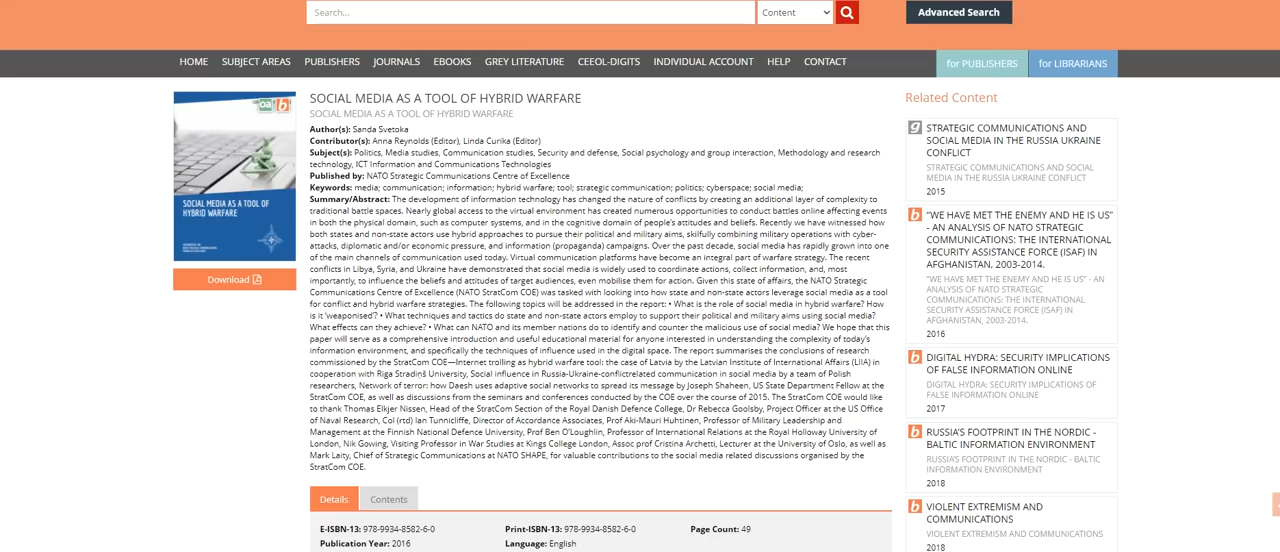 Search...
Content
Advanced Search
HOME SUBJECT AREAS PUBLISHERS JOURNALS EBOOKS GREY LITERATURE CEEOL-DIGITS INDIVIDUAL ACCOUNT HELP CONTACT for PUBLISHERS for LIBRARIANS
oa b
SOCIAL MEDIA AS A TOOL OF
HYBRID WARFARE
Download
SOCIAL MEDIA AS A TOOL OF HYBRID WARFARE
SOCIAL MEDIA AS A TOOL OF HYBRID WARFARE
Author(s): Sanda Svetoka
Contributor(s): Anna Reynolds (Editor), Linda Curika (Editor)
Subject(s): Politics, Media studies, Communication studies, Security and defense, Social psychology and group interaction, Methodology and research
technology, ICT Information and Communications Technologies
Published by: NATO Strategic Communications Centre of Excellence
Keywords: media; communication; information; hybrid warfare; tool; strategic communication; politics; cyberspace; social media;
Summary/Abstract: The development of information technology has changed the nature of conflicts by creating an additional layer of complexity to
traditional battle spaces. Nearly global access to the virtual environment has created numerous opportunities to conduct battles online affecting events
in both the physical domain, such as computer systems, and in the cognitive domain of people's attitudes and beliefs. Recently we have witnessed how
both states and non-state actors use hybrid approaches to pursue their political and military aims, skilfully combining military operations with cyber-
attacks, diplomatic and/or economic pressure, and information (propaganda) campaigns. Over the past decade, social media has rapidly grown into one
of the main channels of communication used today. Virtual communication platforms have become an integral part of warfare strategy. The recent
conflicts in Libya, Syria, and Ukraine have demonstrated that social media is widely used to coordinate actions, collect information, and, most
importantly, to influence the beliefs and attitudes of target audiences, even mobilise them for action. Given this state of affairs, the NATO Strategic
Communications Centre of Excellence (NATO StratCom COE) was tasked with looking into how state and non-state actors leverage social media as a tool
for conflict and hybrid warfare strategies. The following topics will be addressed in the report: • What is the role of social media in hybrid warfare? How
is it 'weaponised'? • What techniques and tactics do state and non-state actors employ to support their political and military aims using social media?
What effects can they achieve? • What can NATO and its member nations do to identify and counter the malicious use of social media? We hope that this
paper will serve as a comprehensive introduction and useful educational material for anyone interested in understanding the complexity of today's
information environment, and specifically the techniques of influence used in the digital space. The report summarises the conclusions of research
commissioned by the StratCom COE—Internet trolling as hybrid warfare tool: the case of Latvia by the Latvian Institute of International Affairs (LIIA) in
cooperation with Riga Stradiņš University, Social influence in Russia-Ukraine-conflictrelated communication in social media by a team of Polish
researchers, Network of terror: how Daesh uses adaptive social networks to spread its message by Joseph Shaheen, US State Department Fellow at the
StratCom COE, as well as discussions from the seminars and conferences conducted by the COE over the course of 2015. The StratCom COE would like
to thank Thomas Elkjer Nissen, Head of the StratCom Section of the Royal Danish Defence College, Dr Rebecca Goolsby, Project Officer at the US Office
of Naval Research, Col (rtd) Ian Tunnicliffe, Director of Accordance Associates, Prof Aki-Mauri Huhtinen, Professor of Military Leadership and
Management at the Finnish National Defence University, Prof Ben O'Loughlin, Professor of International Relations at the Royal Holloway University of
London, Nik Gowing, Visiting Professor in War Studies at Kings College London, Assoc prof Cristina Archetti, Lecturer at the University of Oslo, as well as
Mark Laity, Chief of Strategic Communications at NATO SHAPE, for valuable contributions to the social media related discussions organised by the
StratCom COE.
Details Contents
E-ISBN-13: 978-9934-8582-6-0 Print-ISBN-13: 978-9934-8582-6-0 Page Count: 49
Publication Year: 2016 Language: English
Related Content
g
STRATEGIC COMMUNICATIONS AND
SOCIAL MEDIA IN THE RUSSIA UKRAINE
CONFLICT
STRATEGIC COMMUNICATIONS AND SOCIAL
MEDIA IN THE RUSSIA UKRAINE CONFLICT
2015
b
"WE HAVE MET THE ENEMY AND HE IS US"
- AN ANALYSIS OF NATO STRATEGIC
COMMUNICATIONS: THE INTERNATIONAL
SECURITY ASSISTANCE FORCE (ISAF) IN
AFGHANISTAN, 2003-2014.
"WE HAVE MET THE ENEMY AND HE IS US" - AN
ANALYSIS OF NATO STRATEGIC
COMMUNICATIONS: THE INTERNATIONAL
SECURITY ASSISTANCE FORCE (ISAF) IN
AFGHANISTAN, 2003-2014.
2016
b
DIGITAL HYDRA: SECURITY IMPLICATIONS
OF FALSE INFORMATION ONLINE
DIGITAL HYDRA: SECURITY IMPLICATIONS OF
FALSE INFORMATION ONLINE
2017
b
RUSSIA'S FOOTPRINT IN THE NORDIC -
BALTIC INFORMATION ENVIRONMENT
RUSSIA'S FOOTPRINT IN THE NORDIC - BALTIC
INFORMATION ENVIRONMENT
2018
b
VIOLENT EXTREMISM AND
COMMUNICATIONS
VIOLENT EXTREMISM AND COMMUNICATIONS
2018